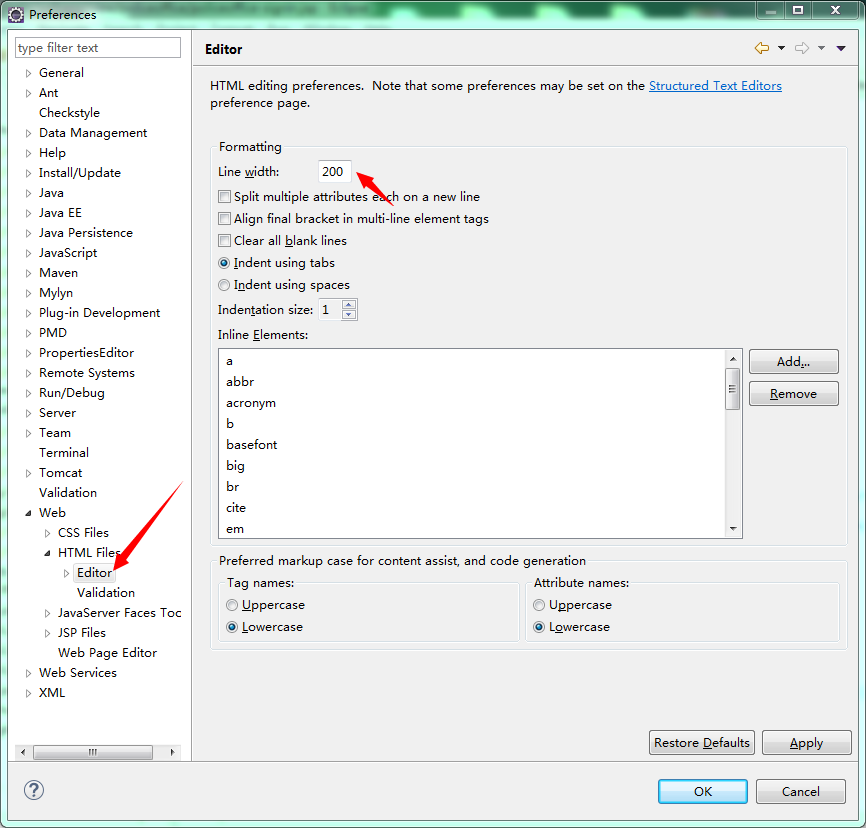 Preferences
type filter text
General
Ant
Checkstyle
Data Management
Help
Install/Update
Java
Java EE
Java Persistence
JavaScript
Maven
Mylyn
Plug-in Development
PMD
PropertiesEditor
Remote Systems
Run/Debug
Server
Team
Terminal
Tomcat
Validation
Web
CSS Files
HTML Files
Editor
Validation
JavaServer Faces Toc
JSP Files
Web Page Editor
Web Services
XML
Editor
HTML editing preferences. Note that some preferences may be set on the Structured Text Editors
preference page.
Formatting
Line width: 200
Split multiple attributes each on a new line
Align final bracket in multi-line element tags
Clear all blank lines
Indent using tabs
Indent using spaces
Indentation size: 1
Inline Elements:
a
abbr
acronym
b
basefont
big
br
cite
em
Add...
Remove
Preferred markup case for content assist, and code generation
Tag names:
Uppercase
Lowercase
Attribute names:
Uppercase
Lowercase
Restore Defaults
Apply
?
OK
Cancel